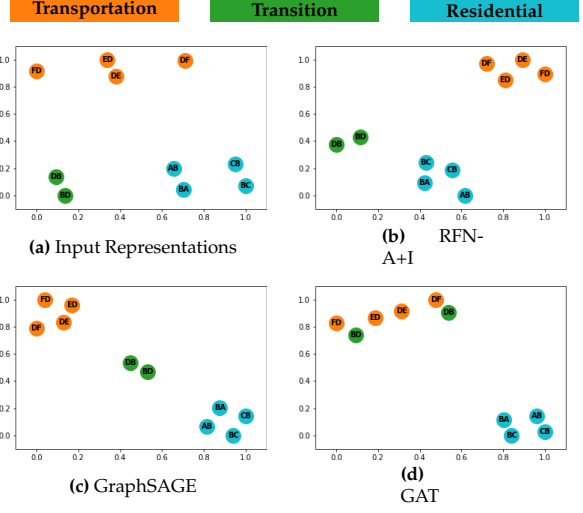 Transportation Transition Residential
1.0
ED DF
FD DE
0.8
0.6
0.4
0.2
AB CB
DB BC
BD BA
0.0
0.0 0.2 0.4 0.6 0.8 1.0
(a) Input Representations
1.0
DF DE
ED FD
0.8
0.6
0.4
DB BD
0.2
BC CB
BA AB
0.0
0.0 0.2 0.4 0.6 0.8 1.0
(b) RFN-
A+I
1.0
FD ED
DF DE
0.8
0.6
DB BD
0.4
0.2
BA CB
AB BC
0.0
0.0 0.2 0.4 0.6 0.8 1.0
(c) GraphSAGE
1.0
DF
FD ED DE DB
BD
0.8
0.6
0.4
0.2
BA AB
BC CB
0.0
0.0 0.2 0.4 0.6 0.8 1.0
(d)
GAT